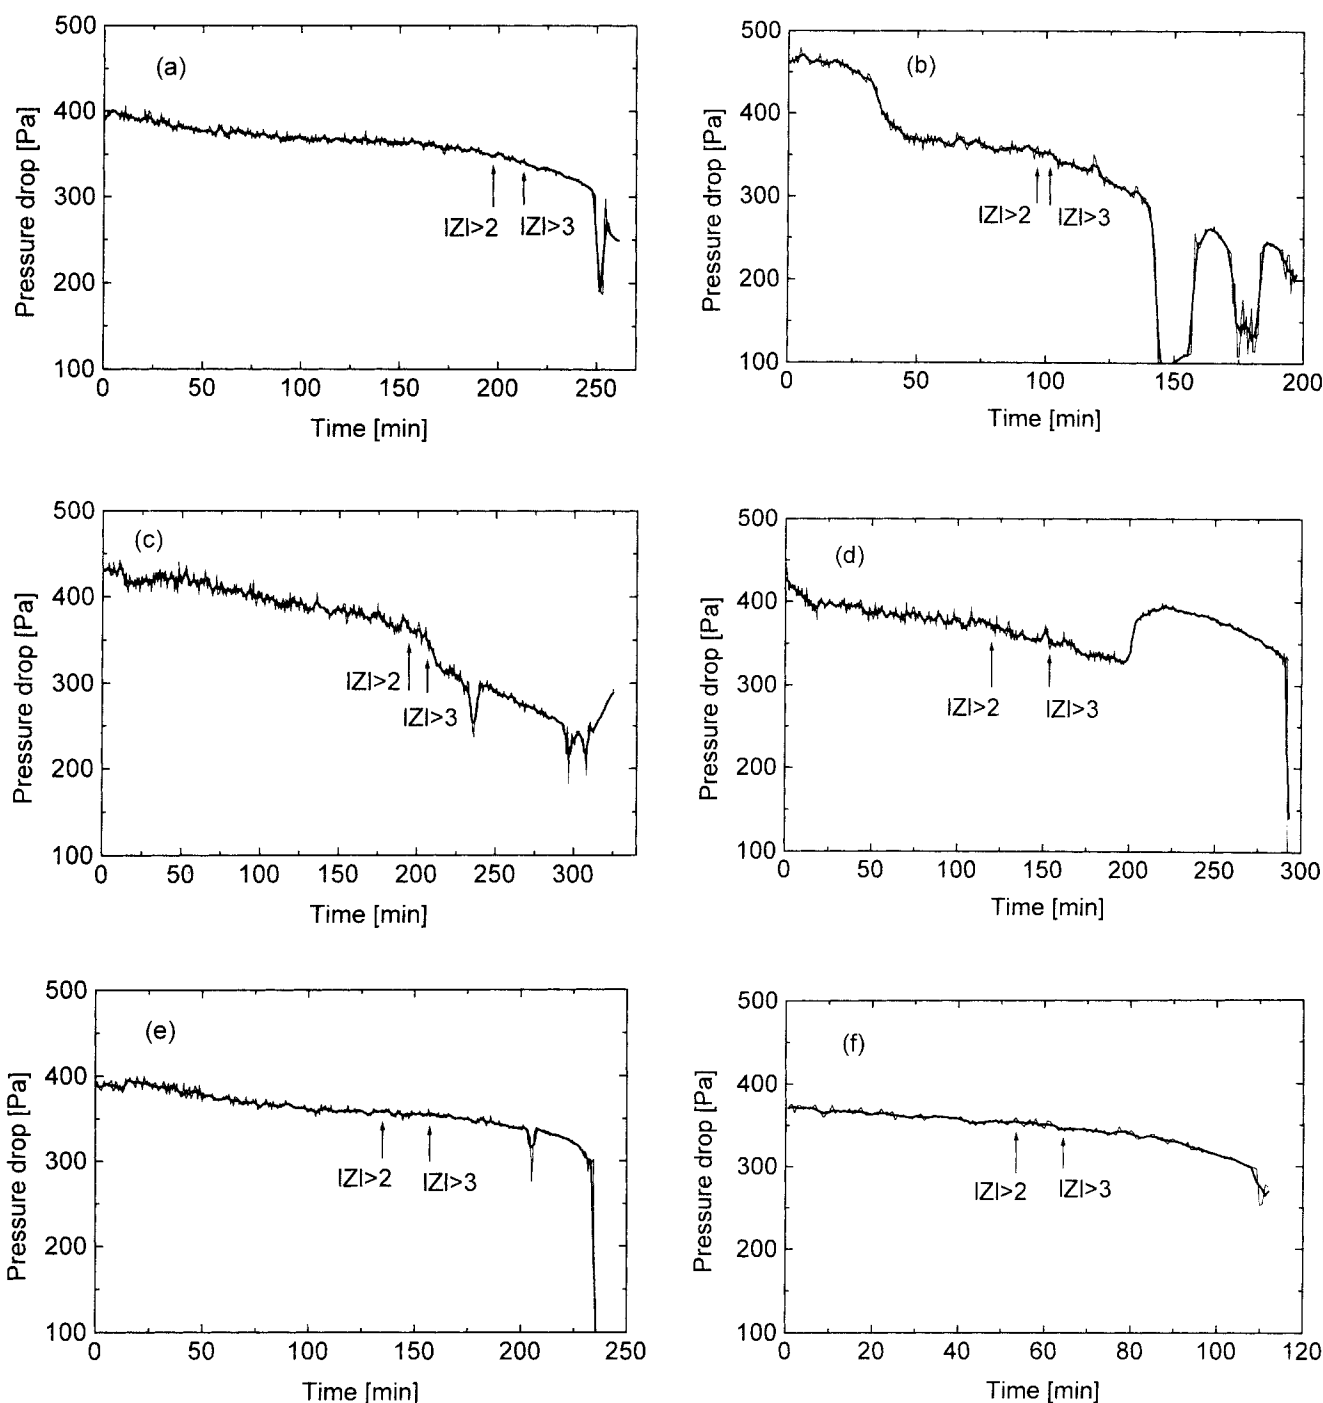 500
400
300
200
100
Pressure drop [Pa]
(a)
|Z|>2
|Z|>3
0 50 100 150 200 250
Time [min]
500
400
300
200
100
Pressure drop [Pa]
(b)
|Z|>2
|Z|>3
0 50 100 150 200
Time [min]
500
400
300
200
100
Pressure drop [Pa]
(c)
|Z|>2
|Z|>3
0 50 100 150 200 250 300
Time [min]
500
400
300
200
100
Pressure drop [Pa]
(d)
|Z|>2
|Z|>3
0 50 100 150 200 250 300
Time [min]
500
400
300
200
100
Pressure drop [Pa]
(e)
|Z|>2
|Z|>3
0 50 100 150 200 250
Time [min]
500
400
300
200
100
Pressure drop [Pa]
(f)
|Z|>2
|Z|>3
0 20 40 60 80 100 120
Time [min]